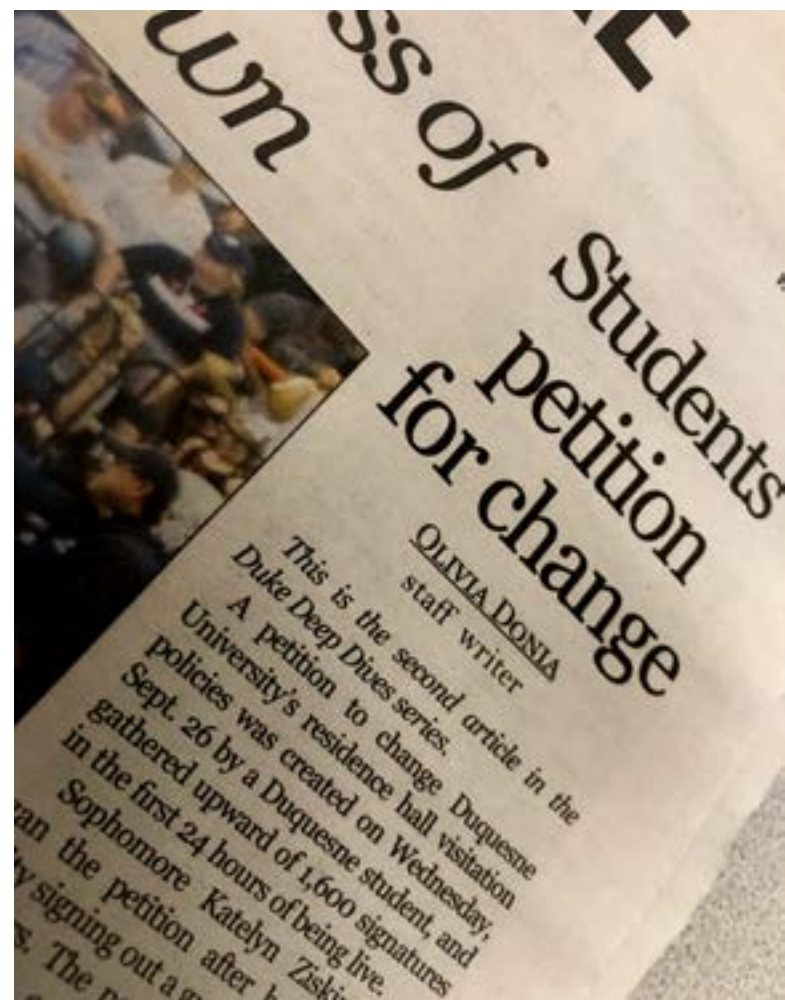 ss of
wn
Students
petition
for change
OLIVIA DONIA
staff writer
This is the second article in the
Duke Deep Dives series.
A petition to change Duquesne
University's residence hall visitation
policies was created on Wednesday,
Sept. 26 by a Duquesne student, and
gathered upward of 1,600 signatures
in the first 24 hours of being live.
Sophomore Katelyn
the petition after
signing out a
The